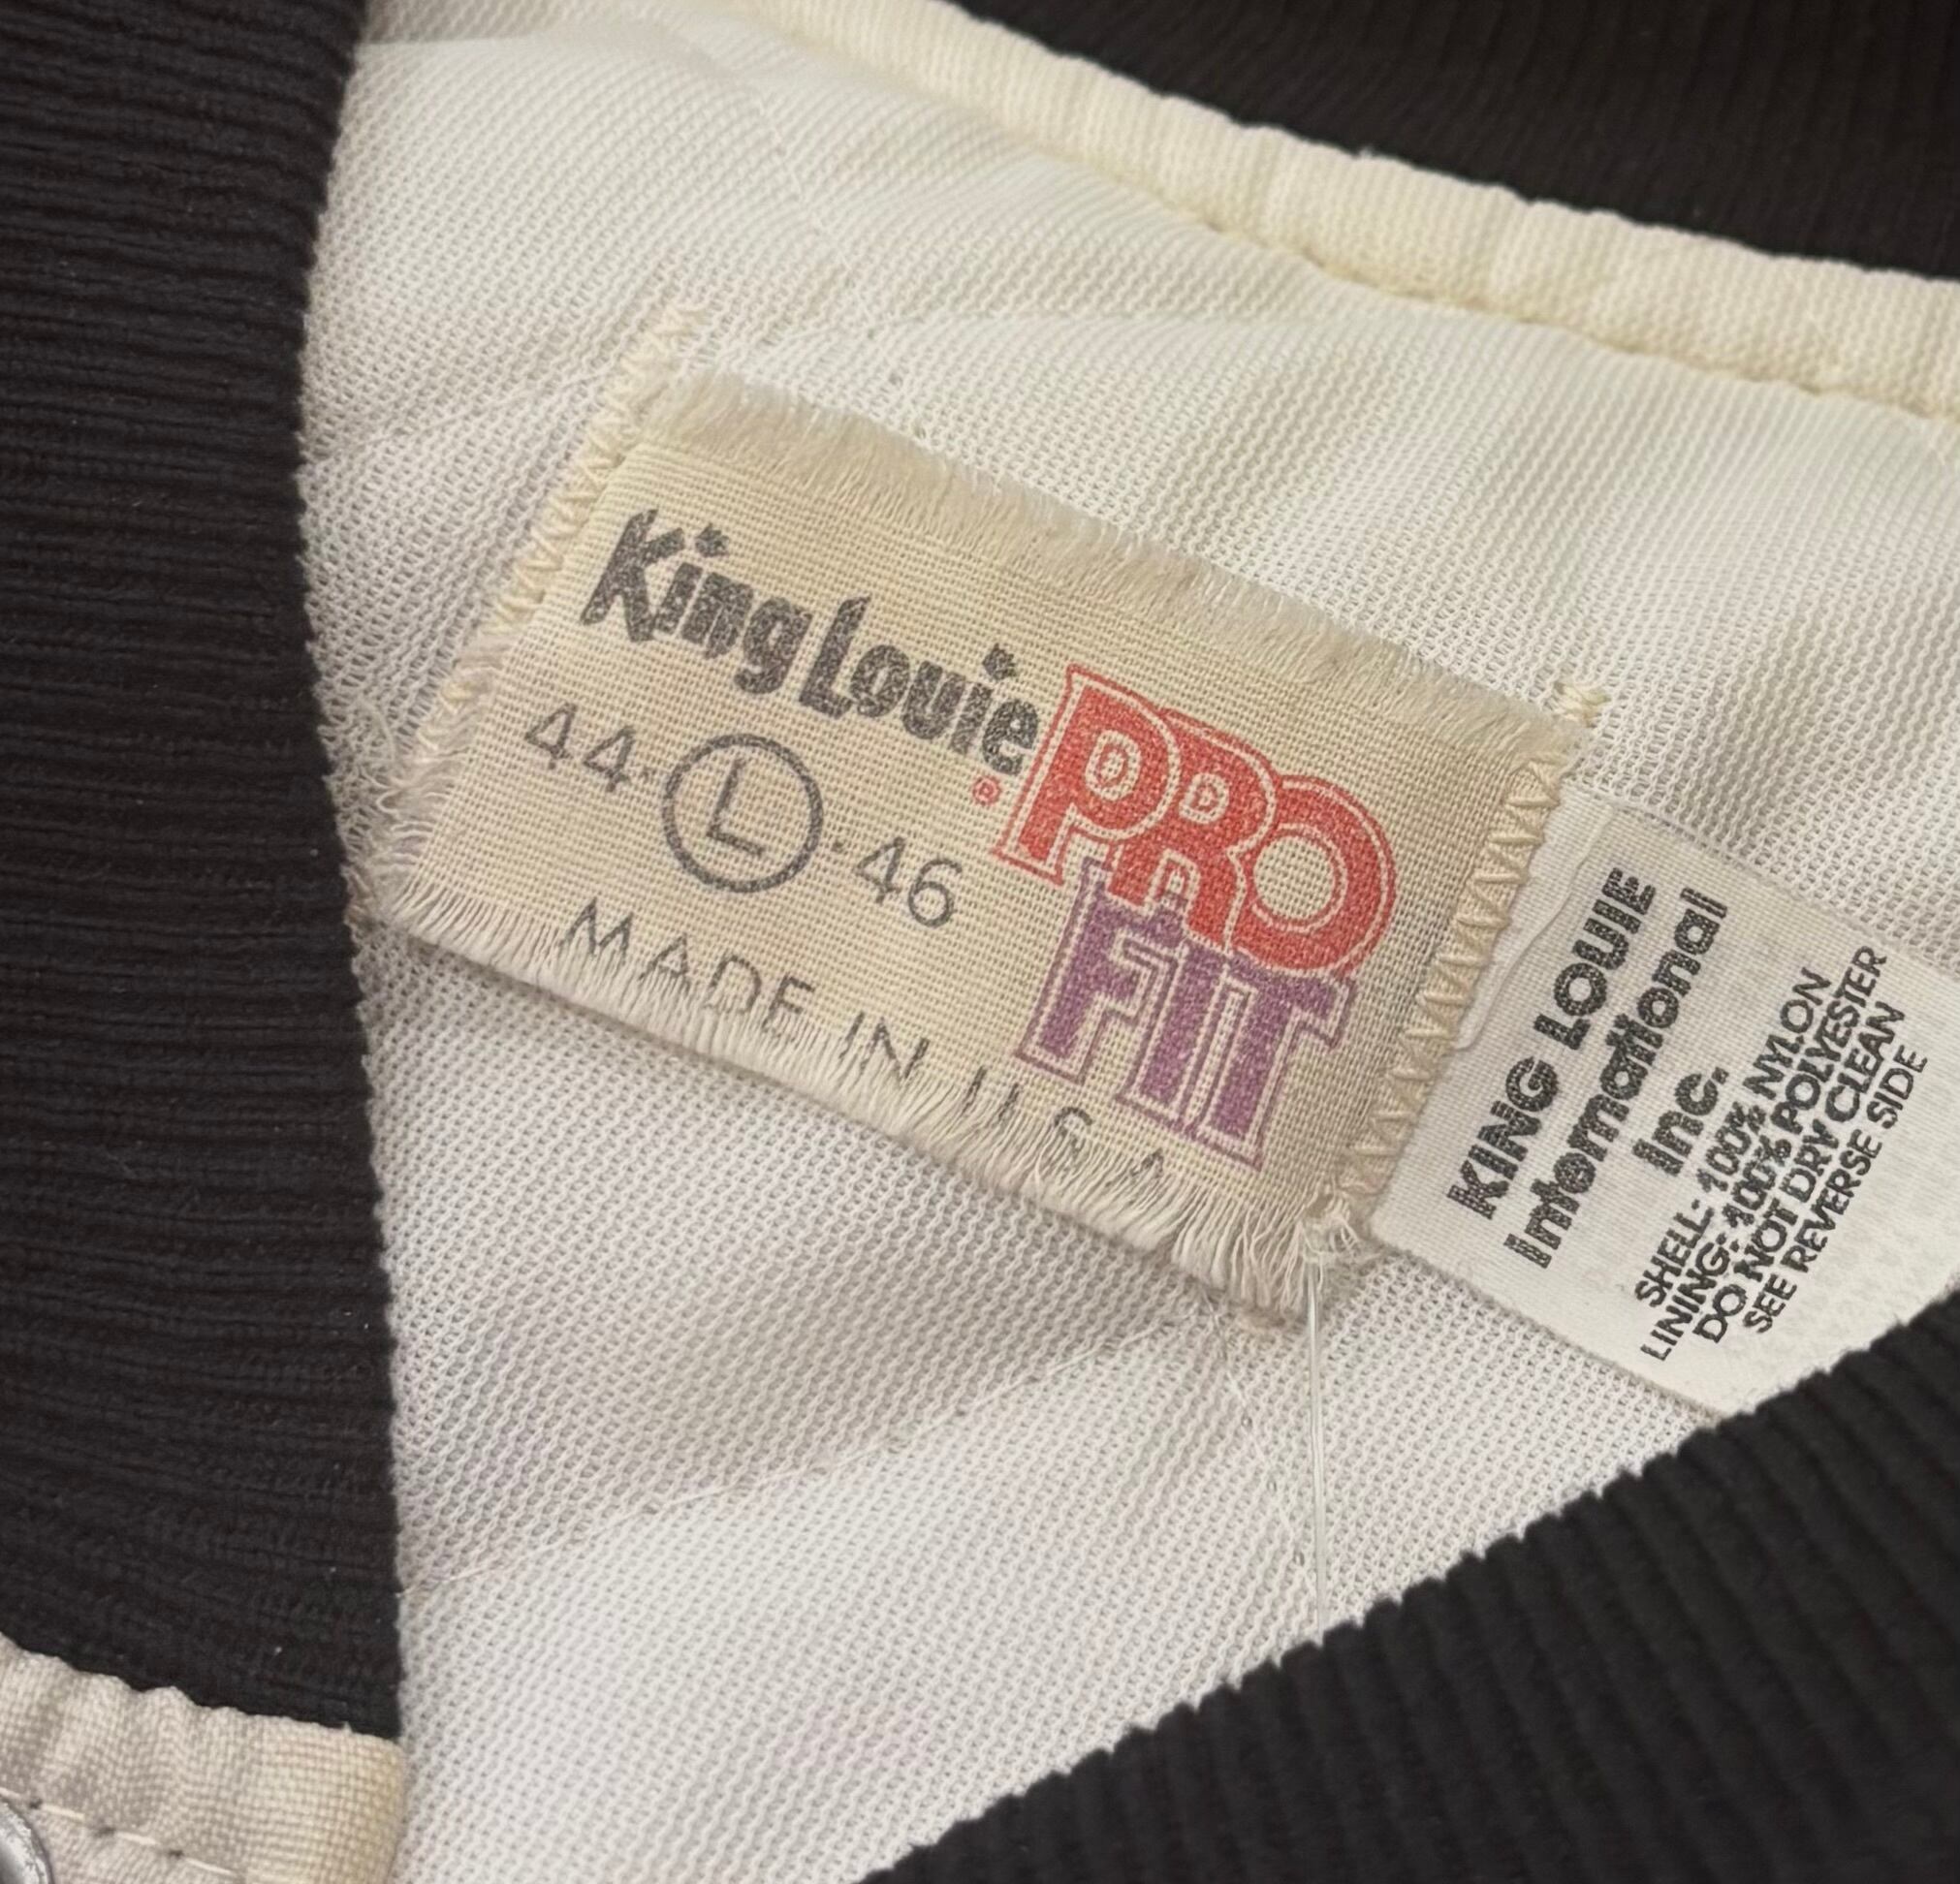 King Louie
®
PRO
FIT
44·L·46
MADE IN U.S.A.
KING LOUIE
International
Inc.
SHELL- 100% NYLON
LINING- 100% POLYESTER
DO NOT DRY CLEAN
SEE REVERSE SIDE